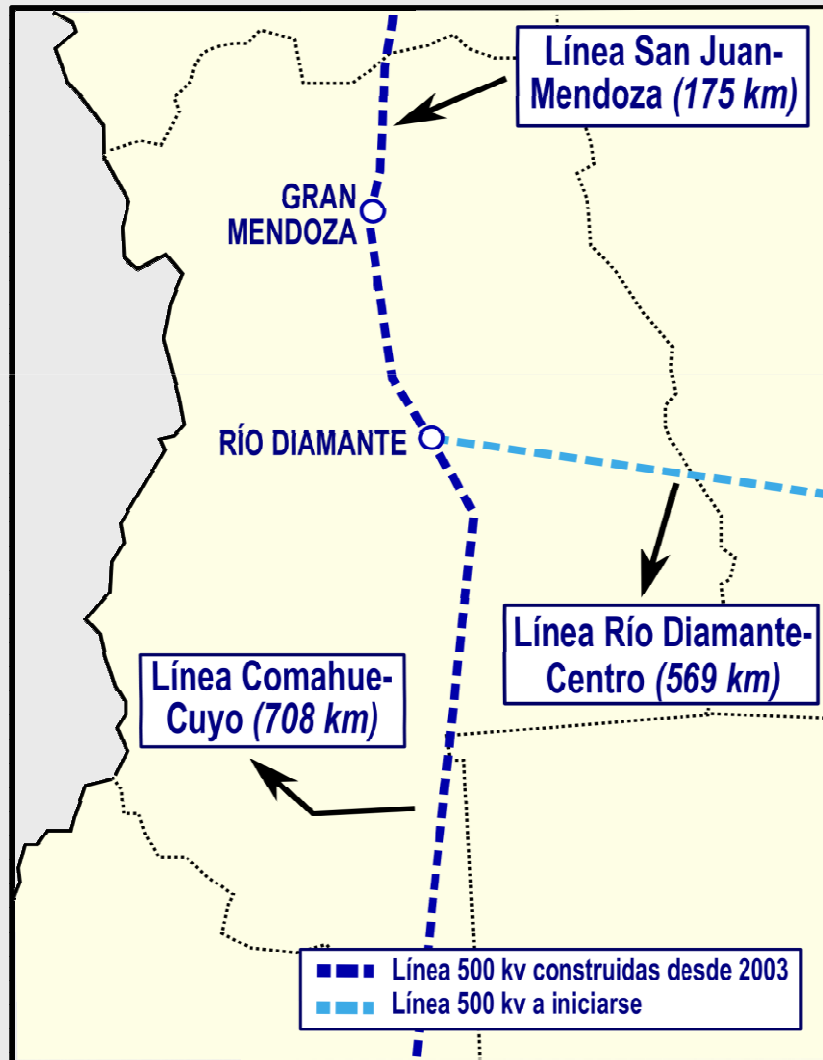 Línea San Juan-
Mendoza (175 km)
GRAN
MENDOZA
RÍO DIAMANTE
Línea Río Diamante-
Centro (569 km)
Línea Comahue-
Cuyo (708 km)
Línea 500 kv construidas desde 2003
Línea 500 kv a iniciarse